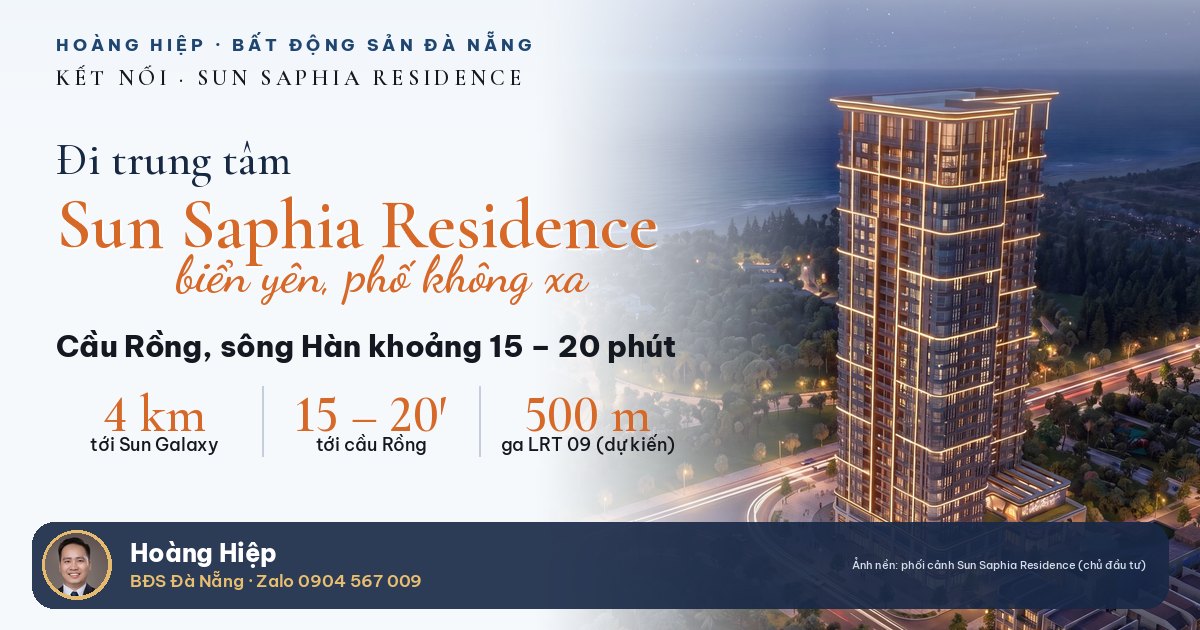 HOÀNG HIỆP · BẤT ĐỘNG SẢN ĐÀ NẴNG
KẾT NỐI · SUN SAPHIA RESIDENCE
Đi trung tâm
Sun Saphia Residence
biển yên, phố không xa
Cầu Rồng, sông Hàn khoảng 15 – 20 phút
4 km
tới Sun Galaxy
15 – 20'
tới cầu Rồng
500 m
ga LRT 09 (dự kiến)
Hoàng Hiệp
BĐS Đà Nẵng · Zalo 0904 567 009
Ảnh nền: phối cảnh Sun Saphia Residence (chủ đầu tư)